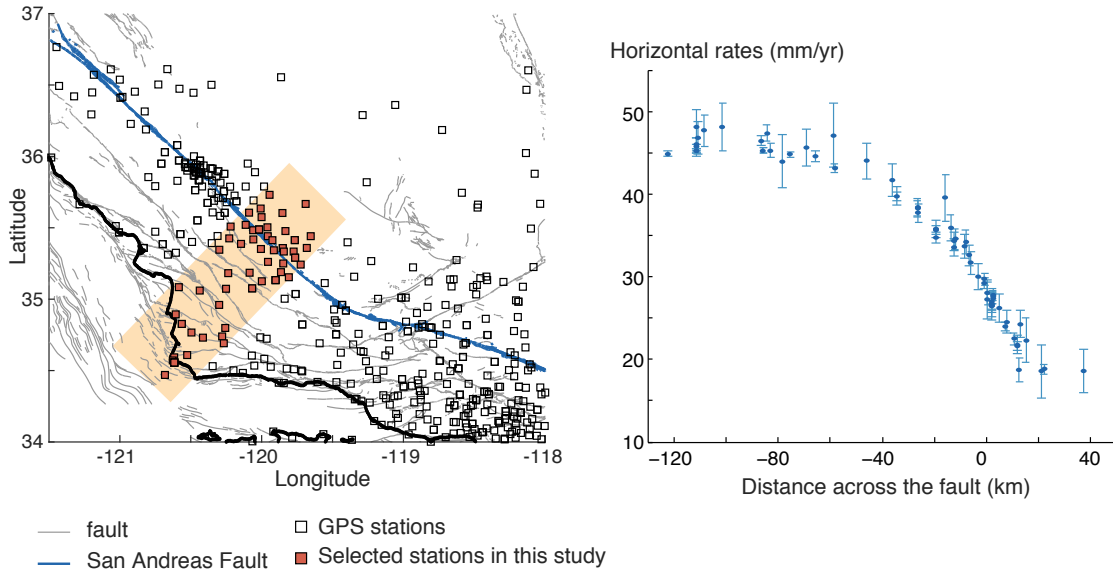 37
36
35
34
Latitude
-121
-120
-119
-118
Longitude
fault
San Andreas Fault
GPS stations
Selected stations in this study
Horizontal rates (mm/yr)
50
40
30
20
10
−120
−80
−40
0
40
Distance across the fault (km)